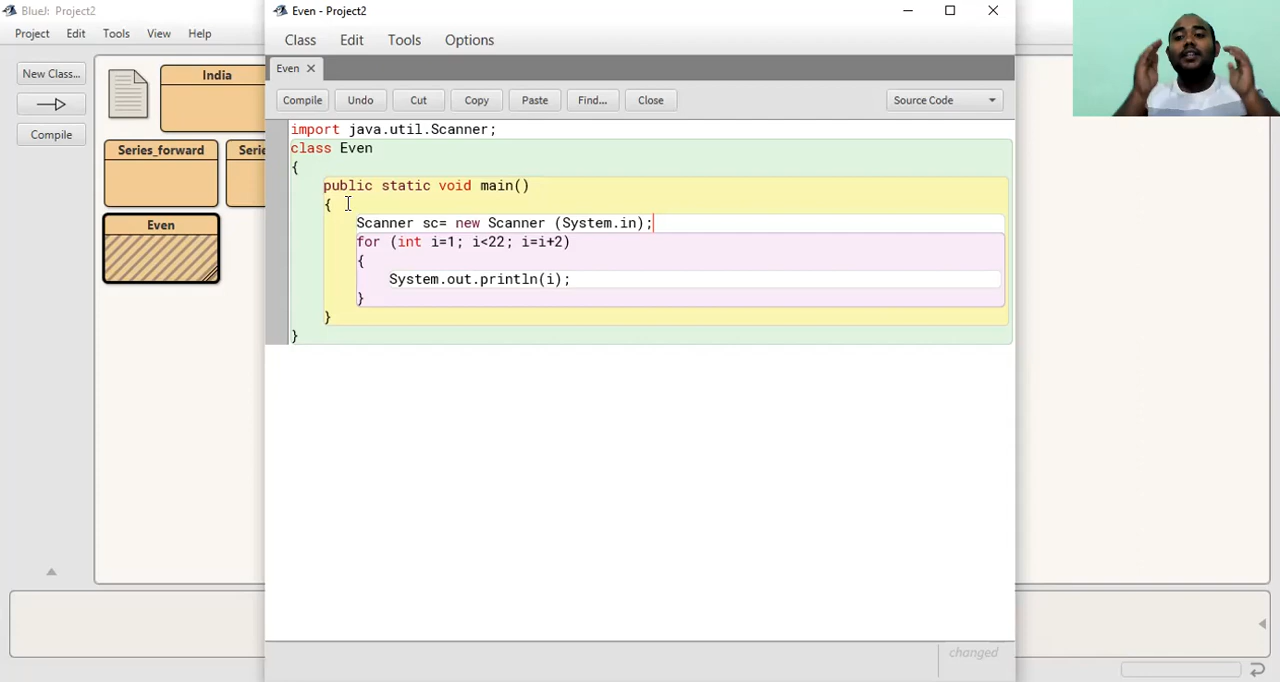 BlueJ: Project2
Project Edit Tools View Help
New Class...
Compile
India
Series_forward
Serie
Even
Even - Project2
Class Edit Tools Options
Even
Compile Undo Cut Copy Paste Find... Close Source Code
import java.util.Scanner;
class Even
{
public static void main()
{
Scanner sc= new Scanner (System.in);
for (int i=1; i<22; i=i+2)
{
System.out.println(i);
}
}
}
changed